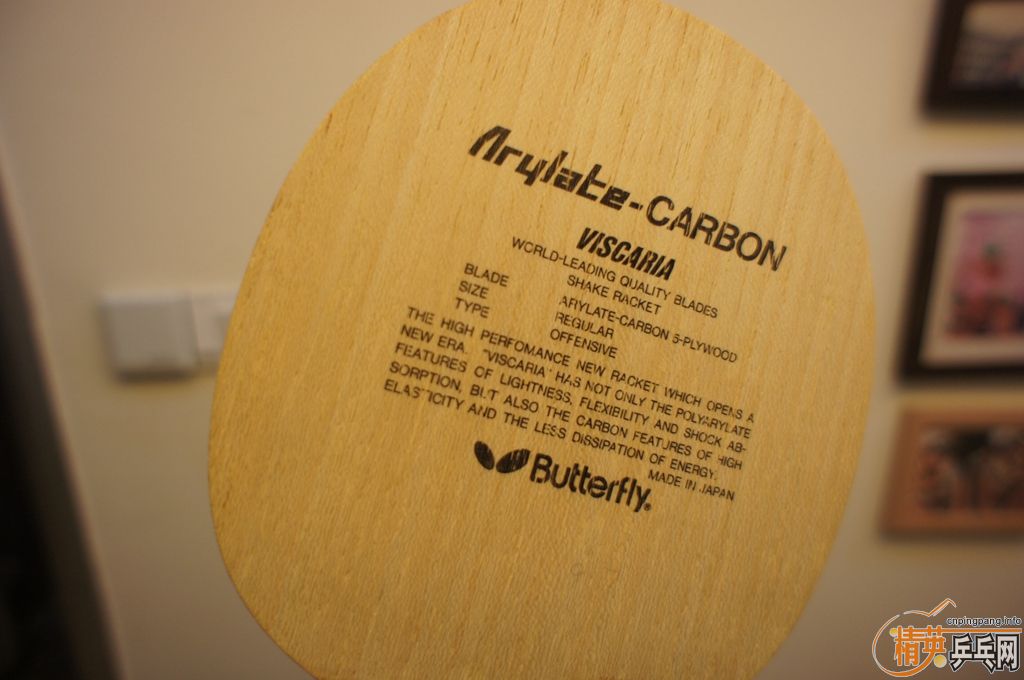 Arylate-CARBON
VISCARIA
WORLD-LEADING QUALITY BLADES
SHAKE RACKET
BLADE ARYLATE-CARBON 5-PLYWOOD
SIZE REGULAR
TYPE OFFENSIVE
THE HIGH PERFOMANCE NEW RACKET WHICH OPENS A
NEW ERA. "VISCARIA" HAS NOT ONLY THE POLYARYLATE
FEATURES OF LIGHTNESS, FLEXIBILITY AND SHOCK AB-
SORPTION, BUT ALSO THE CARBON FEATURES OF HIGH
ELASTICITY AND THE LESS DISSIPATION OF ENERGY.
MADE IN JAPAN
Butterfly®
cnpingpang.info
精英乒乓网